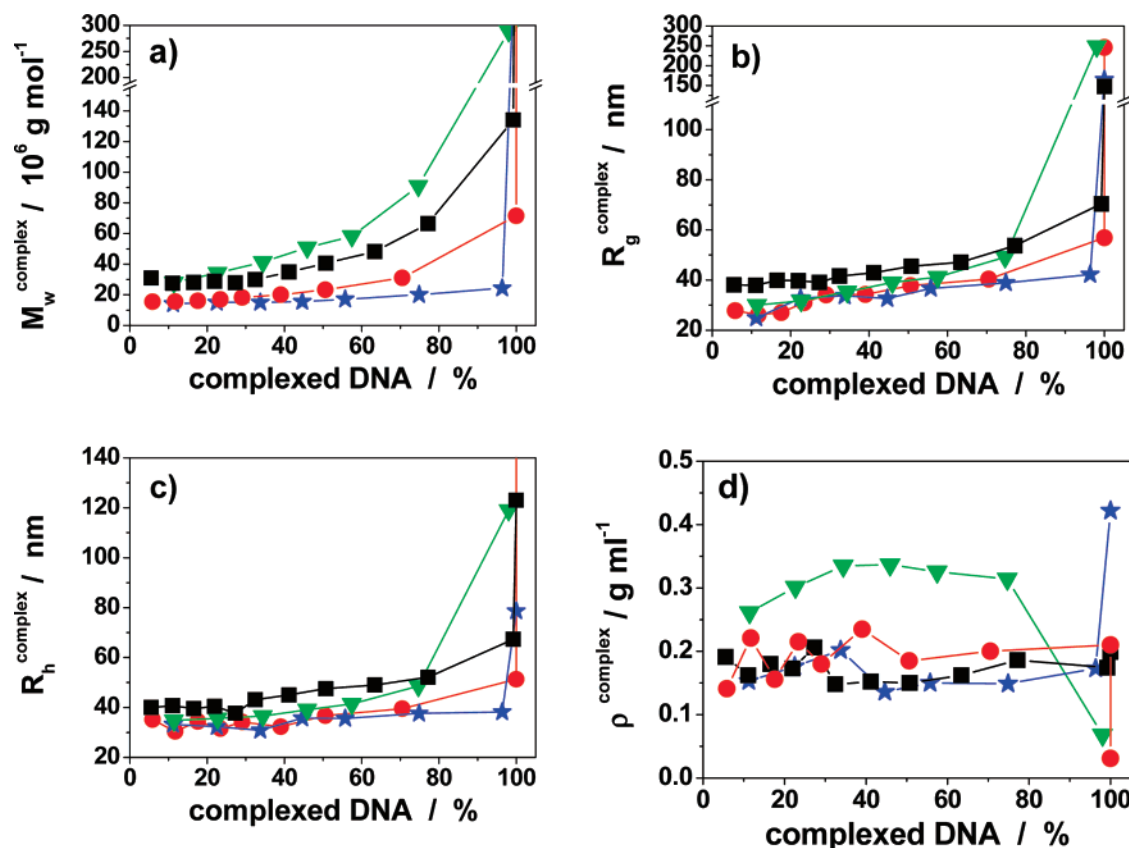 a)
M_w^complex / 10^6 g mol^-1
300
250
200
140
120
100
80
60
40
20
0
0 20 40 60 80 100
complexed DNA / %
b)
R_g^complex / nm
250
200
150
100
80
60
40
20
0 20 40 60 80 100
complexed DNA / %
c)
R_h^complex / nm
140
120
100
80
60
40
20
0 20 40 60 80 100
complexed DNA / %
d)
ρ^complex / g ml^-1
0.5
0.4
0.3
0.2
0.1
0.0
0 20 40 60 80 100
complexed DNA / %